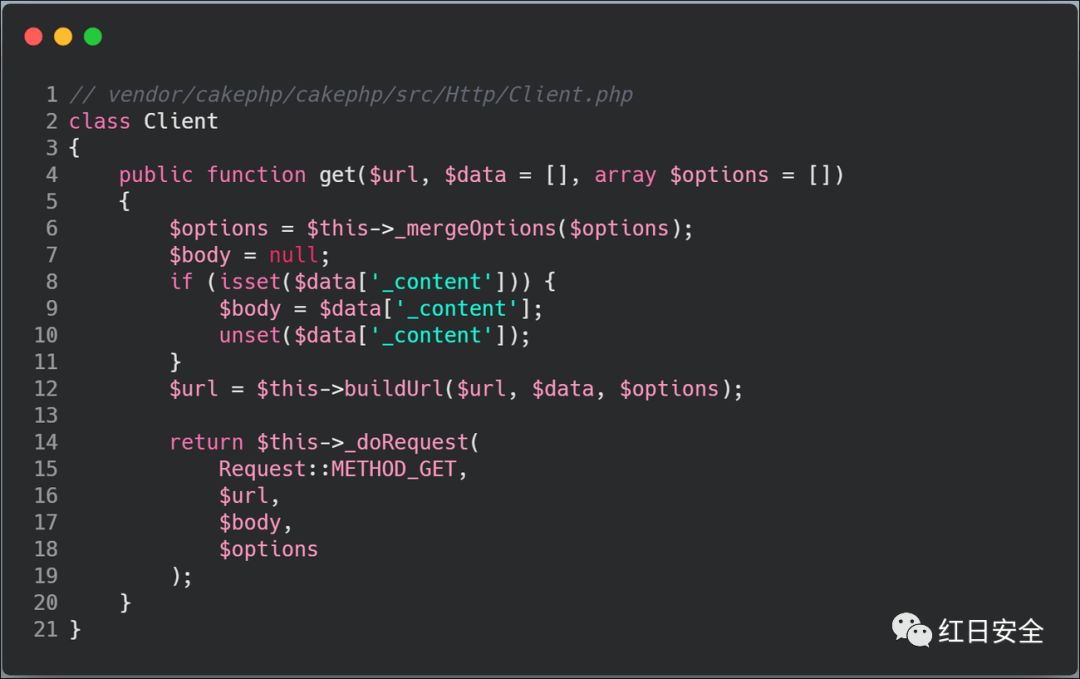 1 // vendor/cakephp/cakephp/src/Http/Client.php
2 class Client
3 {
4     public function get($url, $data = [], array $options = [])
5     {
6         $options = $this->_mergeOptions($options);
7         $body = null;
8         if (isset($data['_content'])) {
9             $body = $data['_content'];
10             unset($data['_content']);
11         }
12         $url = $this->buildUrl($url, $data, $options);
13
14         return $this->_doRequest(
15             Request::METHOD_GET,
16             $url,
17             $body,
18             $options
19         );
20     }
21 }
红日安全